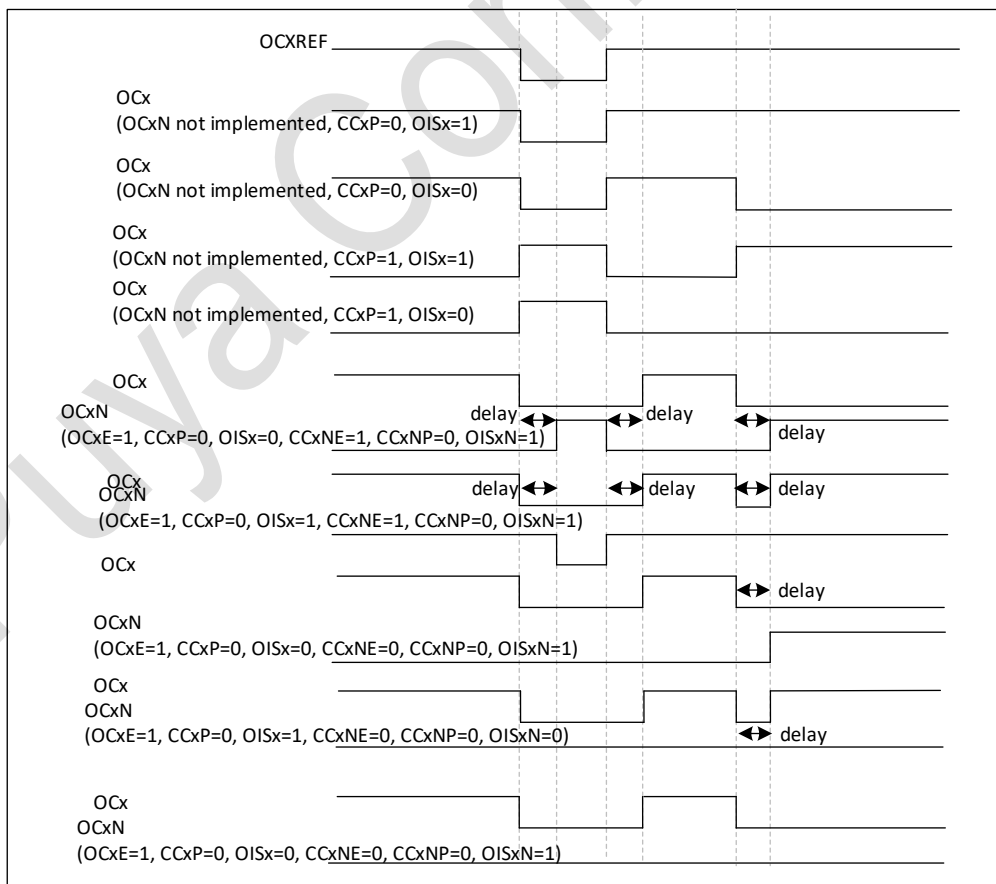 OCXREF
OCx
(OCxN not implemented, CCxP=0, OISx=1)
OCx
(OCxN not implemented, CCxP=0, OISx=0)
OCx
(OCxN not implemented, CCxP=1, OISx=1)
OCx
(OCxN not implemented, CCxP=1, OISx=0)
OCx
OCxN
delay
delay
(OCxE=1, CCxP=0, OISx=0, CCxNE=1, CCxNP=0, OISxN=1)
delay
OCx
OCxN
delay
delay
delay
(OCxE=1, CCxP=0, OISx=1, CCxNE=1, CCxNP=0, OISxN=1)
OCx
delay
OCxN
(OCxE=1, CCxP=0, OISx=0, CCxNE=0, CCxNP=0, OISxN=1)
OCx
OCxN
(OCxE=1, CCxP=0, OISx=1, CCxNE=0, CCxNP=0, OISxN=0)
delay
OCx
OCxN
(OCxE=1, CCxP=0, OISx=0, CCxNE=0, CCxNP=0, OISxN=1)
Puya Con